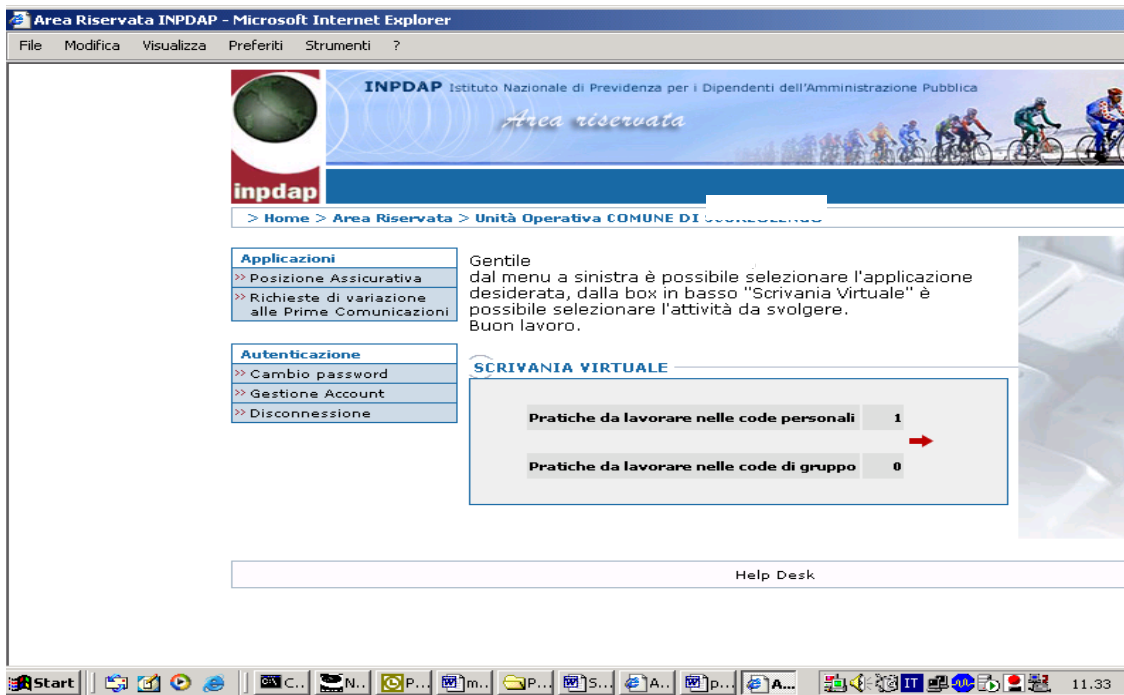 Area Riservata INPDAP - Microsoft Internet Explorer
File Modifica Visualizza Preferiti Strumenti ?
INPDAP Istituto Nazionale di Previdenza per i Dipendenti dell'Amministrazione Pubblica
Area riservata
inpdap
> Home > Area Riservata > Unità Operativa COMUNE DI
Applicazioni
>> Posizione Assicurativa
>> Richieste di variazione
alle Prime Comunicazioni
Autenticazione
>> Cambio password
>> Gestione Account
>> Disconnessione
Gentile
dal menu a sinistra è possibile selezionare l'applicazione
desiderata, dalla box in basso "Scrivania Virtuale" è
possibile selezionare l'attività da svolgere.
Buon lavoro.
SCRIVANIA VIRTUALE
Pratiche da lavorare nelle code personali 1
Pratiche da lavorare nelle code di gruppo 0
Help Desk
Start C.. N.. P... m.. P... S... A.. p... A... IT 11.33